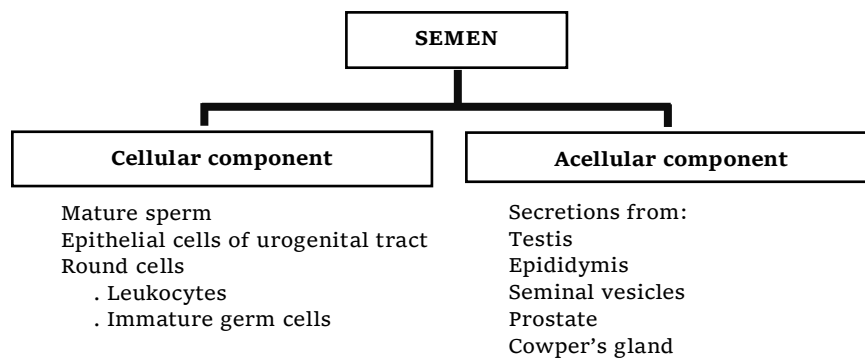 SEMEN
Cellular component
Mature sperm
Epithelial cells of urogenital tract
Round cells
. Leukocytes
. Immature germ cells
Acellular component
Secretions from:
Testis
Epididymis
Seminal vesicles
Prostate
Cowper's gland